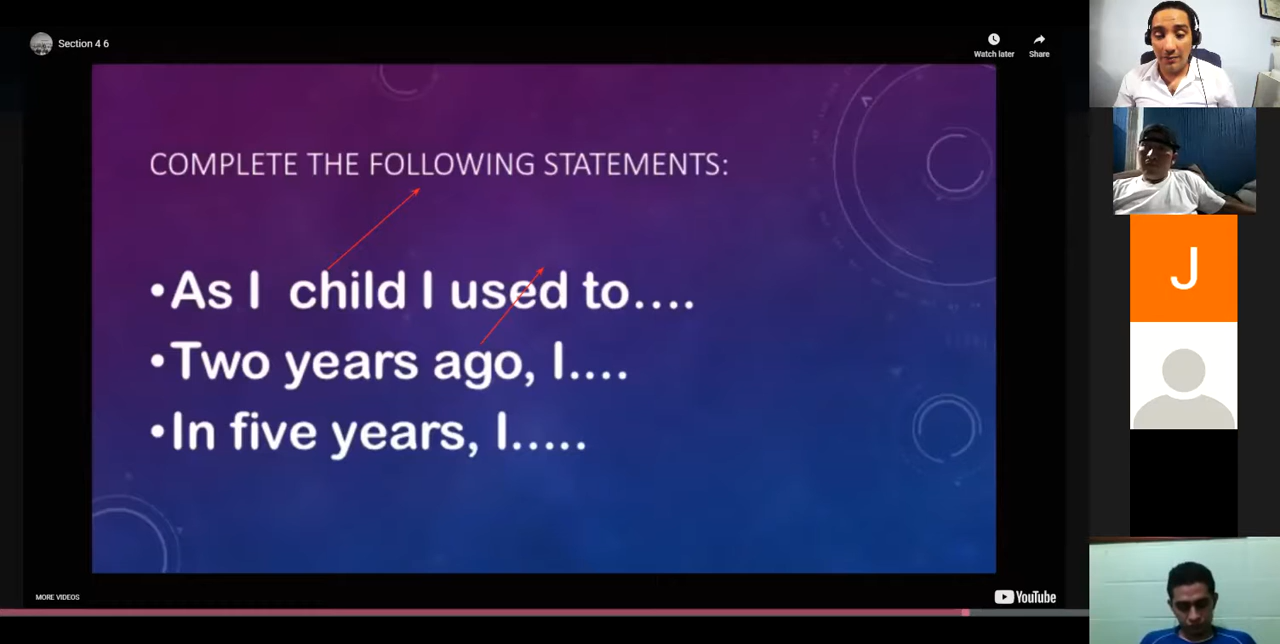 Section 4 6
Watch later
Share
COMPLETE THE FOLLOWING STATEMENTS:
•As I child I used to....
•Two years ago, I....
•In five years, I.....
J
MORE VIDEOS
YouTube